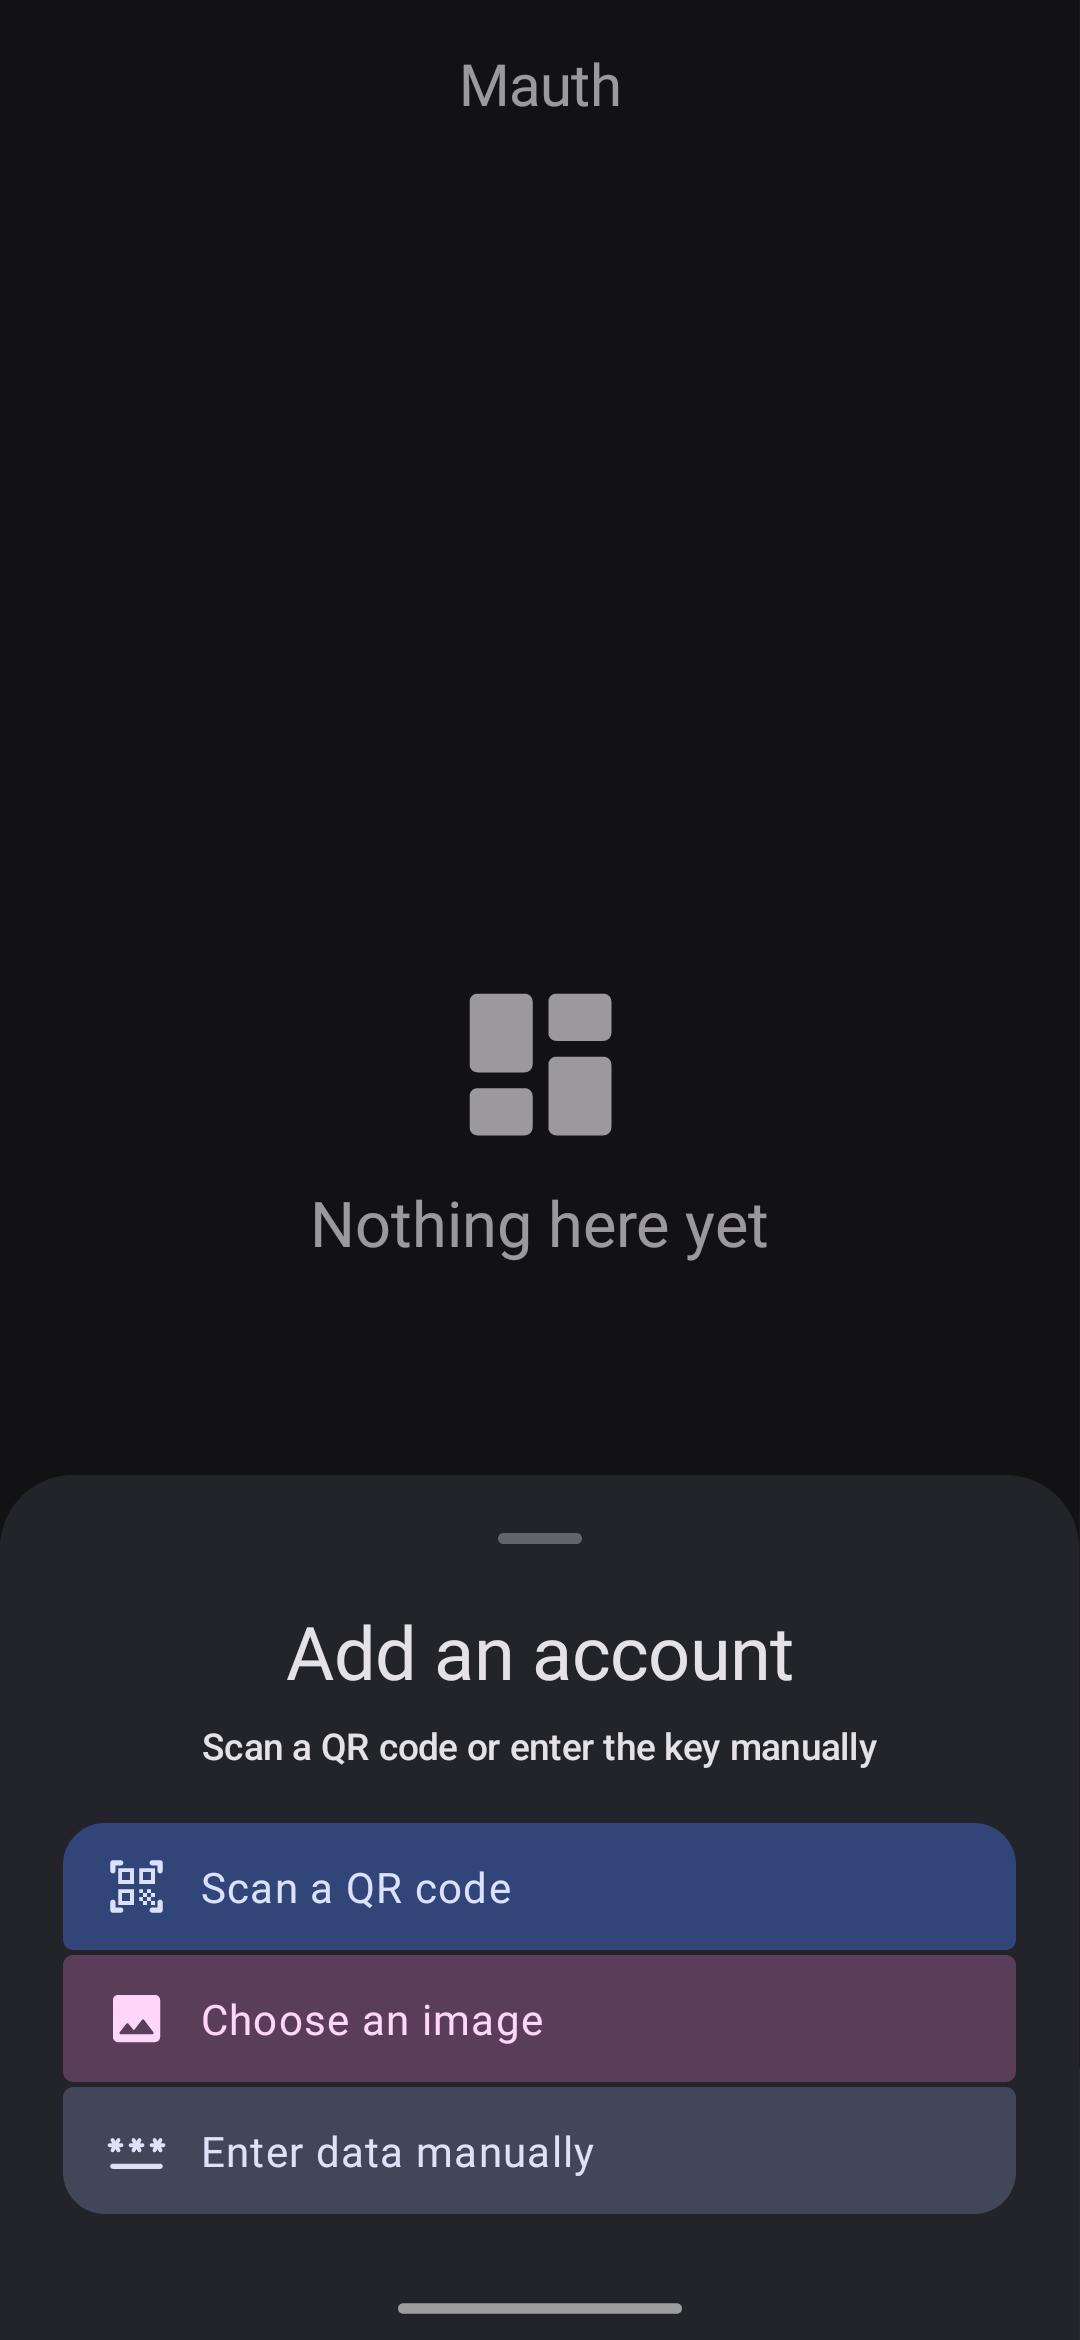 Mauth
Nothing here yet
Add an account
Scan a QR code or enter the key manually
Scan a QR code
Choose an image
Enter data manually